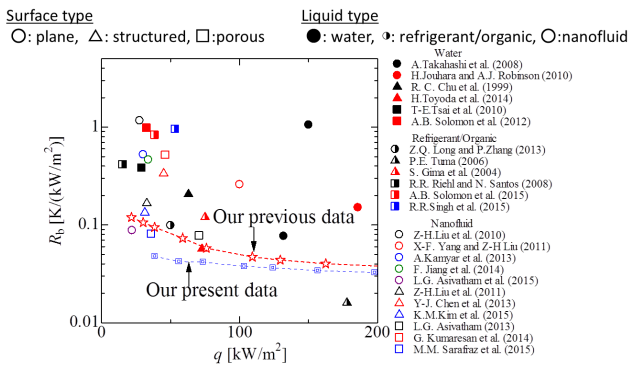 Surface type
Liquid type
: plane, : structured, : porous
: water, : refrigerant/organic, : nanofluid
Water
A.Takahashi et al. (2008)
H.Jouhara and A.J. Robinson (2010)
R. C. Chu et al. (1999)
H.Toyoda et al. (2014)
T-E.Tsai et al. (2010)
A.B. Solomon et al. (2012)
Refrigerant/Organic
Z.Q. Long and P.Zhang (2013)
P.E. Tuma (2006)
S. Gima et al. (2004)
R.R. Riehl and N. Santos (2008)
A.B. Solomon et al. (2015)
R.R.Singh et al. (2015)
Nanofluid
Z-H.Liu et al. (2010)
X-F. Yang and Z-H Liu (2011)
A.Kamyar et al. (2013)
F. Jiang et al. (2014)
L.G. Asivatham et al. (2015)
Z-H.Liu et al. (2011)
Y-J. Chen et al. (2013)
K.M.Kim et al. (2015)
L.G. Asivatham (2013)
G. Kumaresan et al. (2014)
M.M. Sarafraz et al. (2015)
Rb [K/(kW/m²)]
1
0.1
0.01
Our previous data
Our present data
0 50 100 150 200
q [kW/m²]